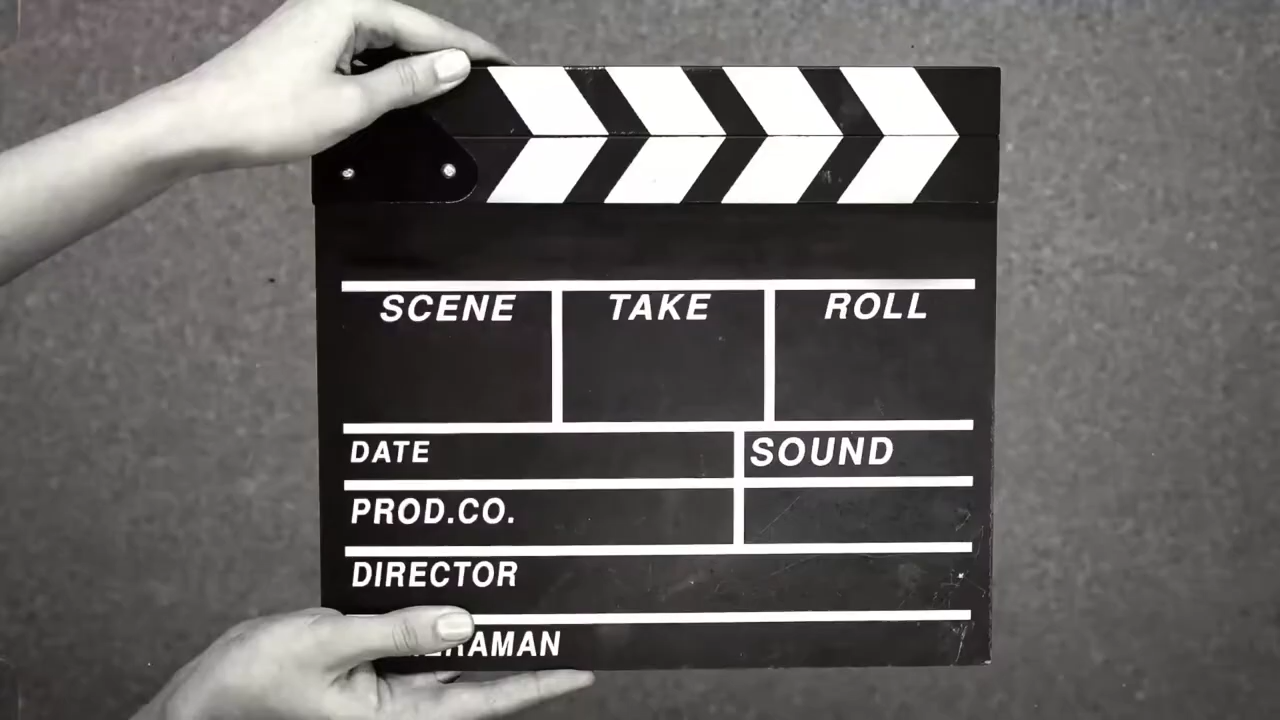 SCENE TAKE ROLL
DATE SOUND
PROD.CO.
DIRECTOR